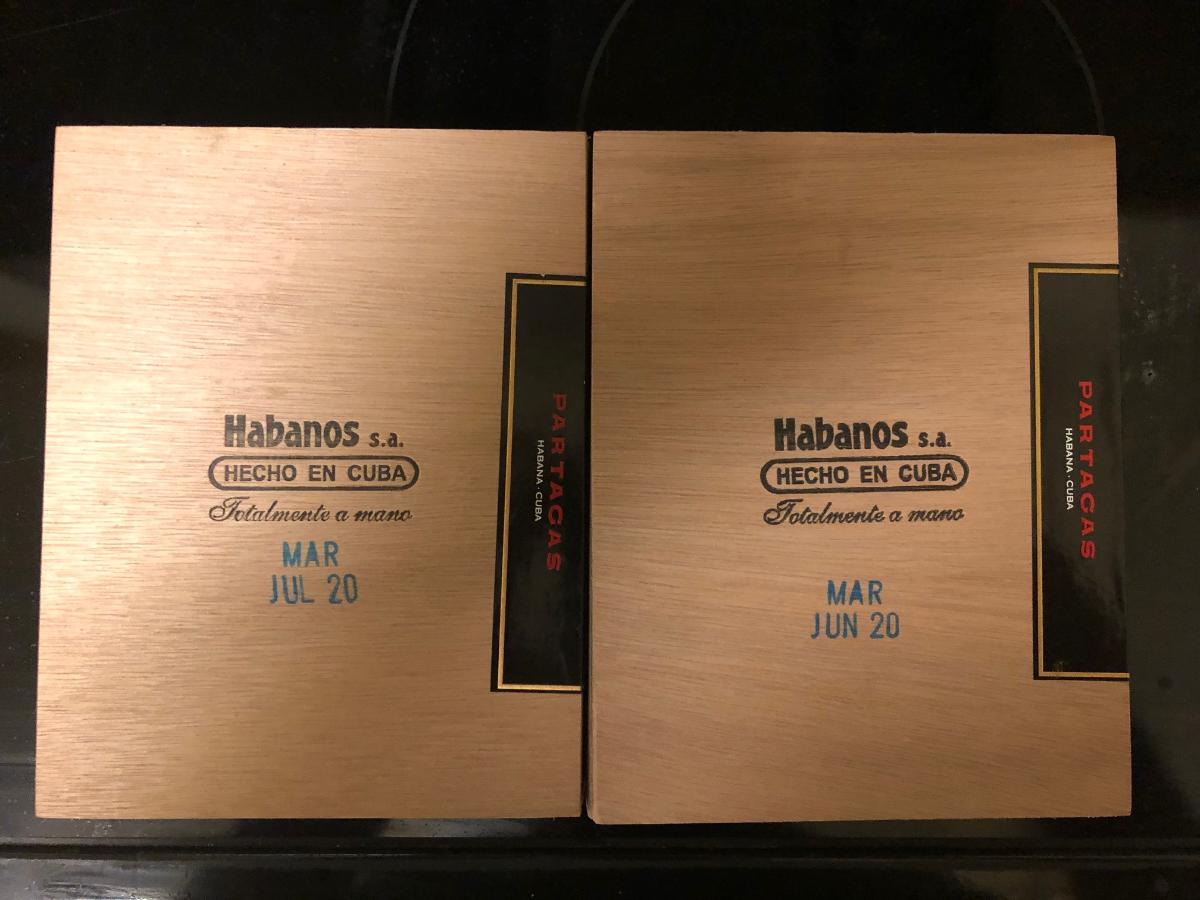 Habanos s.a.
HECHO EN CUBA
Totalmente a mano
MAR
JUL 20
PARTAGAS
HABANA · CUBA
Habanos s.a.
HECHO EN CUBA
Totalmente a mano
MAR
JUN 20
PARTAGAS
HABANA · CUBA